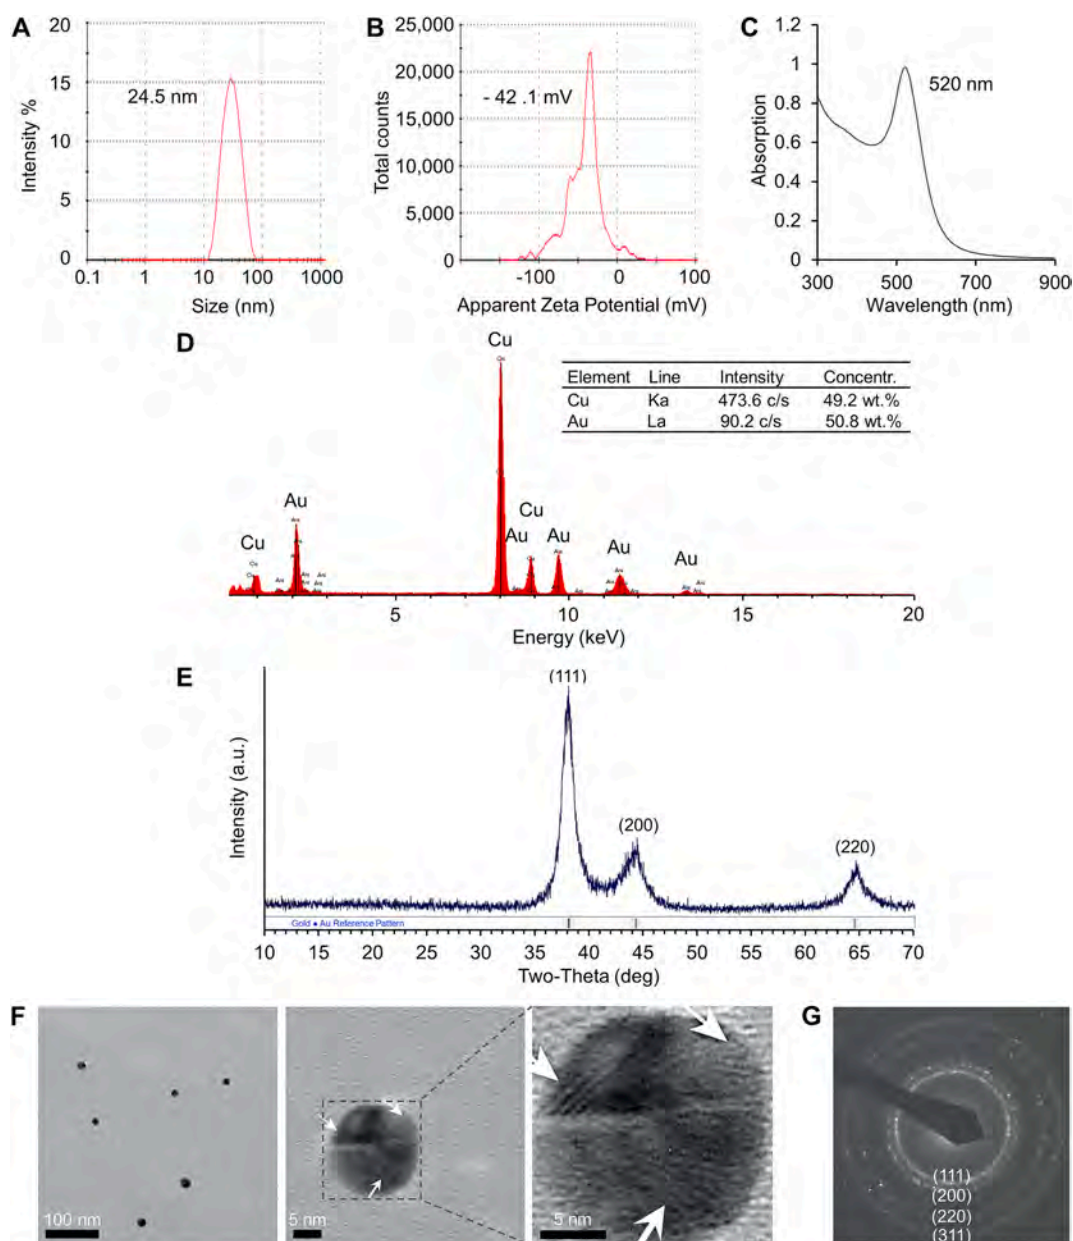 A
20
15
10
5
0
Intensity %
24.5 nm
0.1 1 10 100 1000
Size (nm)
B
25,000
20,000
15,000
10,000
5,000
0
Total counts
- 42 .1 mV
-100 0 100
Apparent Zeta Potential (mV)
C
1.2
1
0.8
0.6
0.4
0.2
0
Absorption
520 nm
300 500 700 900
Wavelength (nm)
D
Cu
Element Line Intensity Concentr.
Cu Ka 473.6 c/s 49.2 wt.%
Au La 90.2 c/s 50.8 wt.%
Cu
Au
Cu
Au
Au
Au
Au
5 10 15 20
Energy (keV)
E
(111)
(200)
(220)
Intensity (a.u.)
Gold • Au Reference Pattern
10 15 20 25 30 35 40 45 50 55 60 65 70
Two-Theta (deg)
F
100 nm
5 nm
5 nm
G
(111)
(200)
(220)
(311)